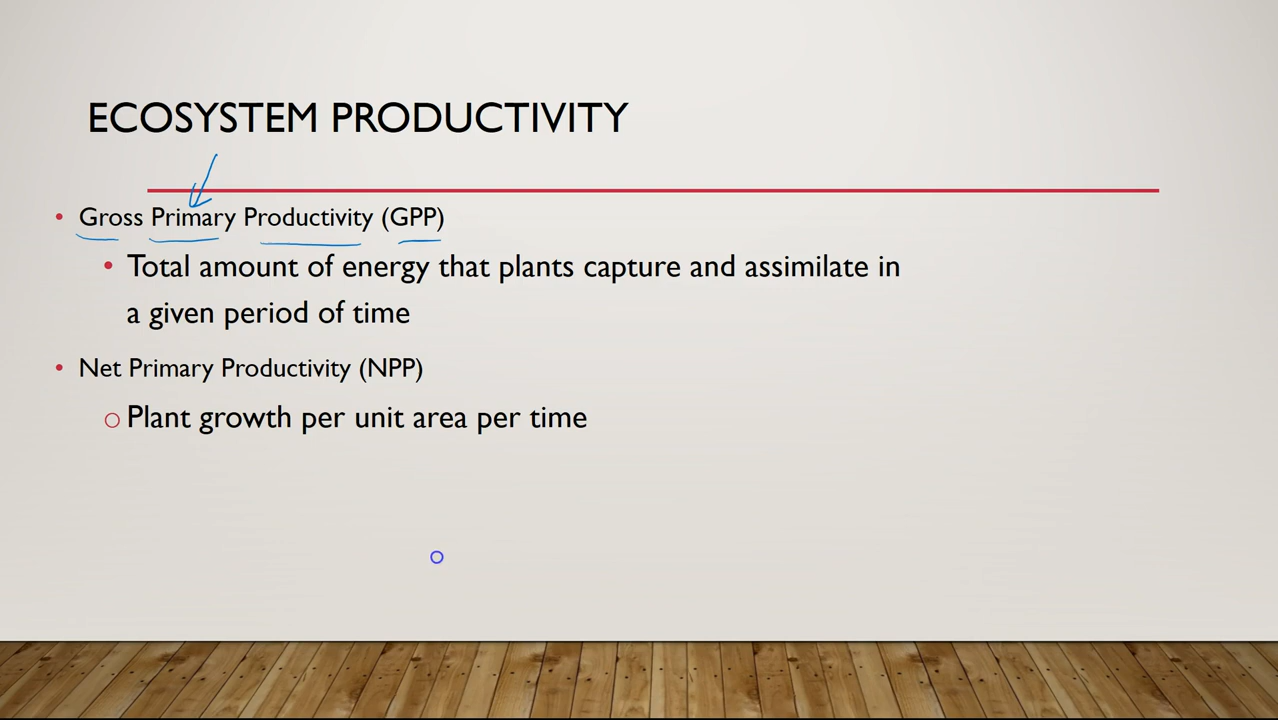 ECOSYSTEM PRODUCTIVITY
• Gross Primary Productivity (GPP)
• Total amount of energy that plants capture and assimilate in
a given period of time
• Net Primary Productivity (NPP)
○ Plant growth per unit area per time